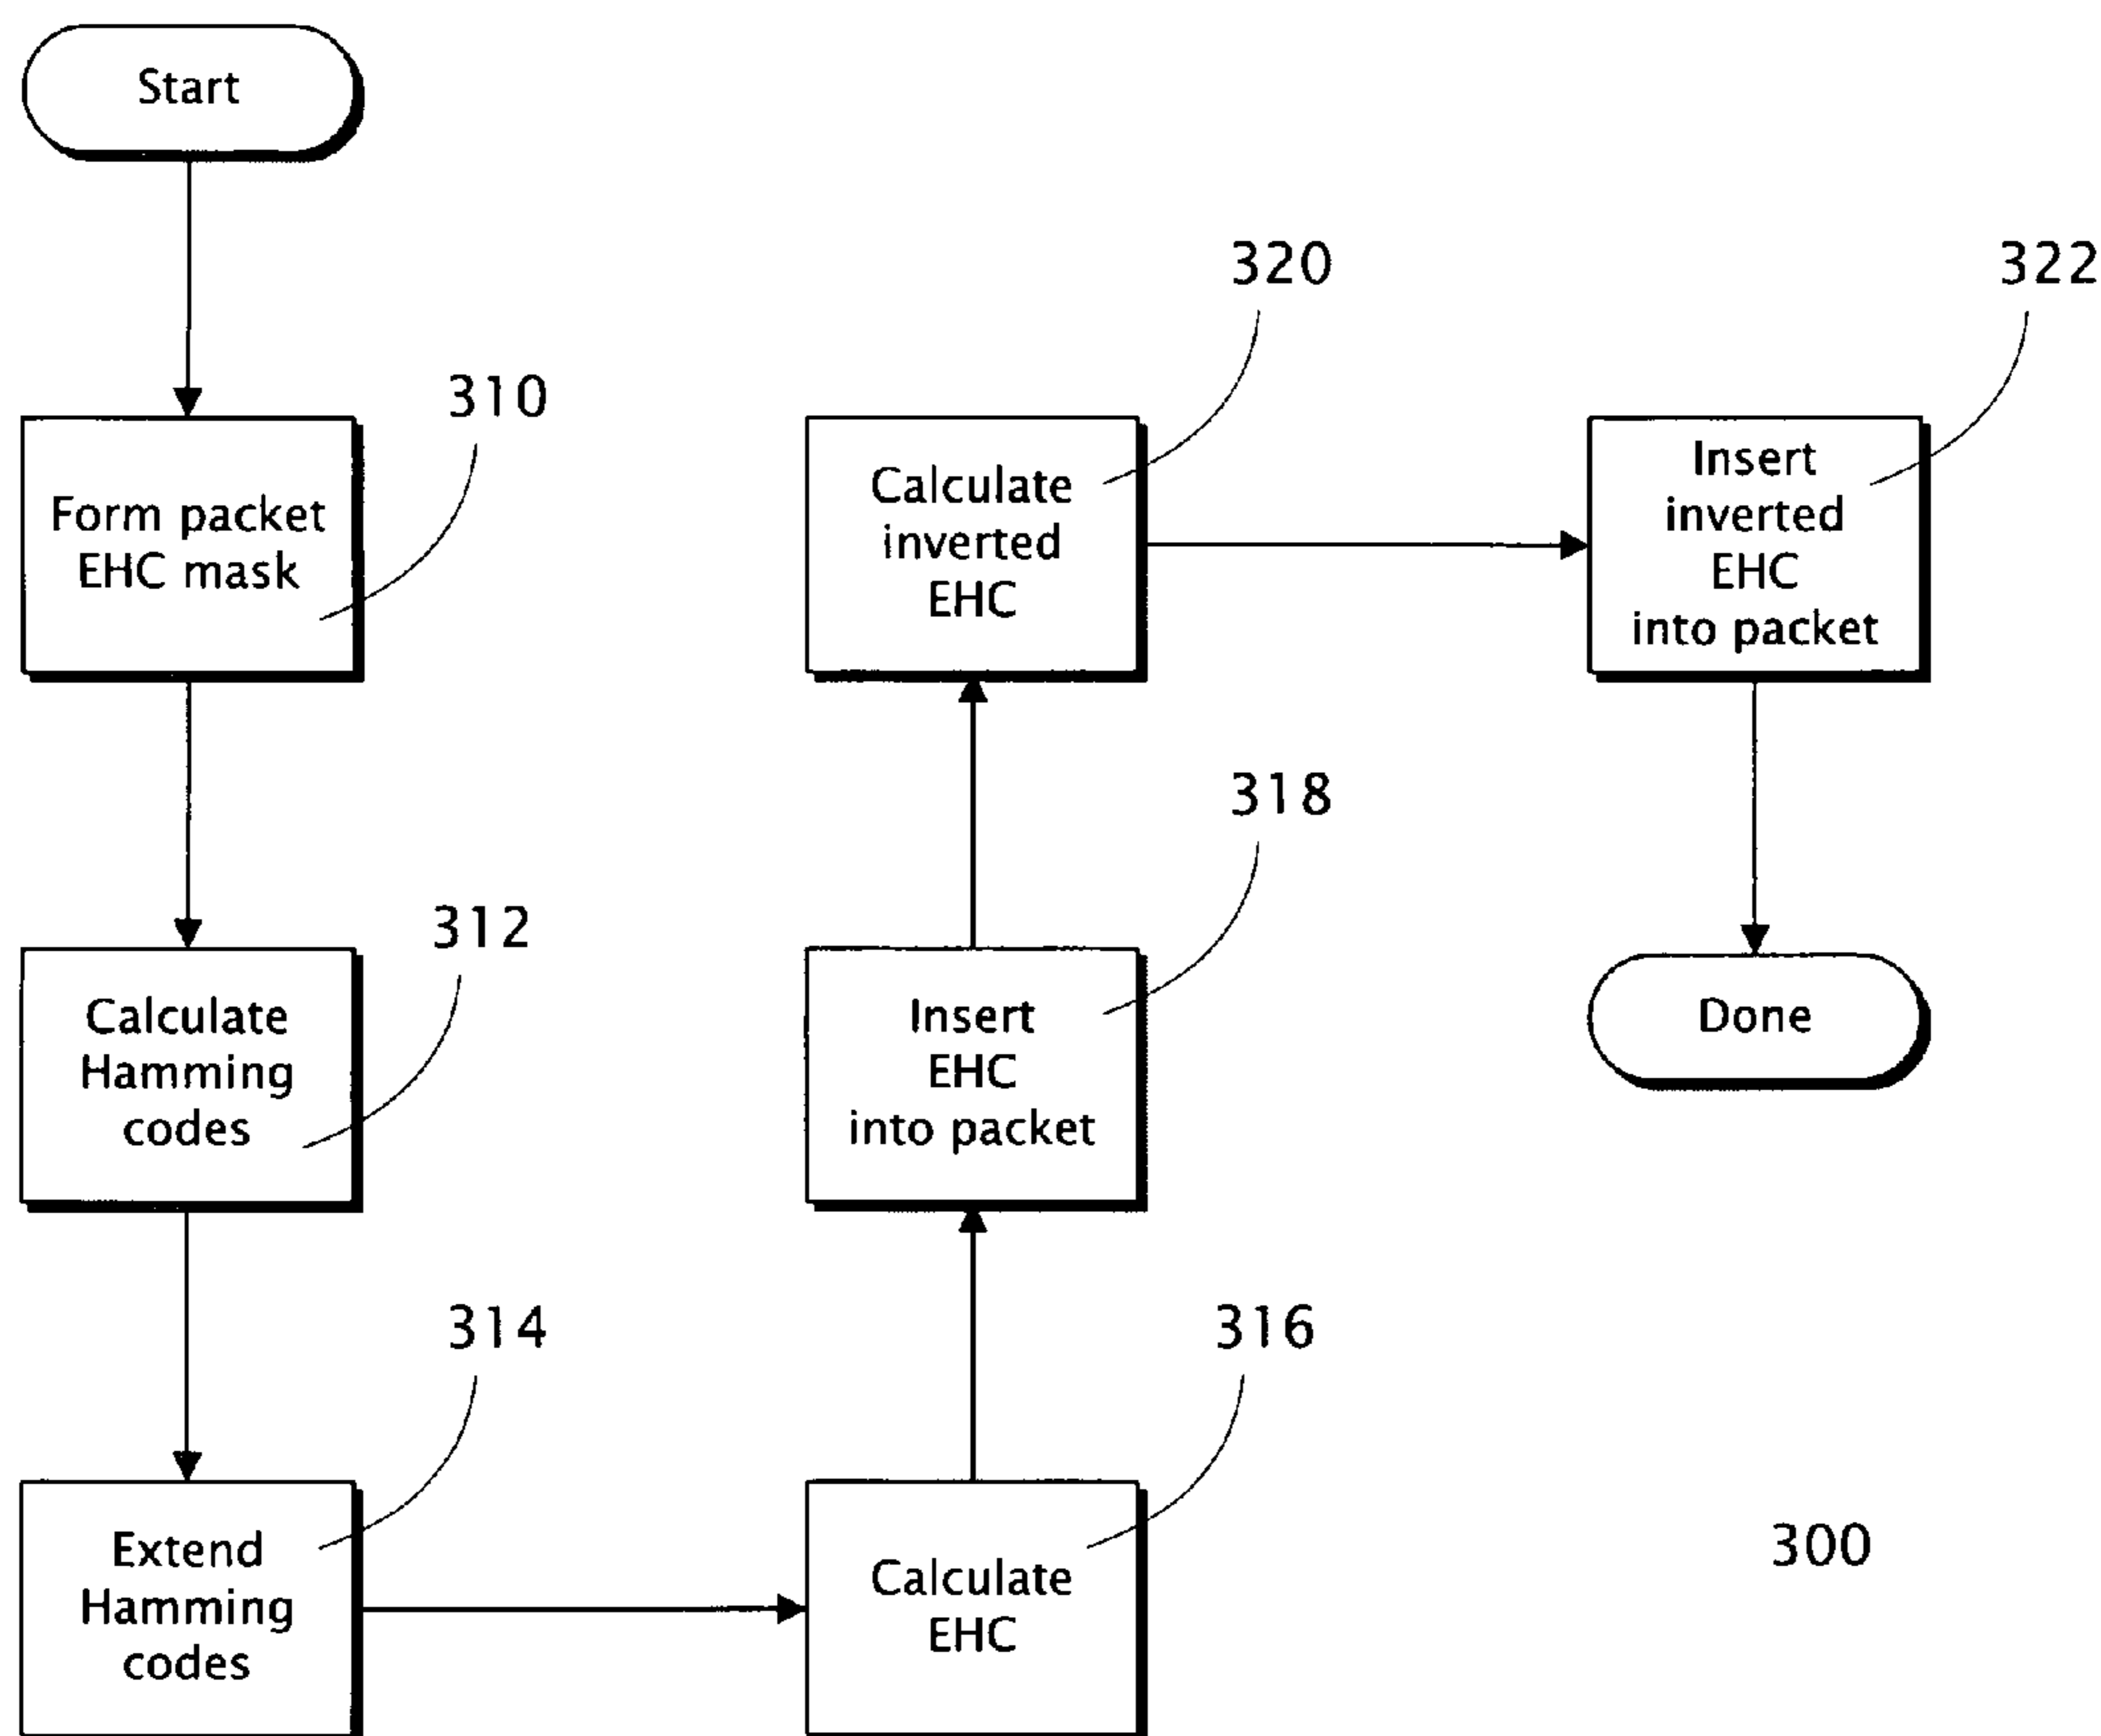 Start
310
Form packet
EHC mask
312
Calculate
Hamming
codes
314
Extend
Hamming
codes
316
Calculate
EHC
318
Insert
EHC
into packet
320
Calculate
inverted
EHC
322
Insert
inverted
EHC
into packet
Done
300